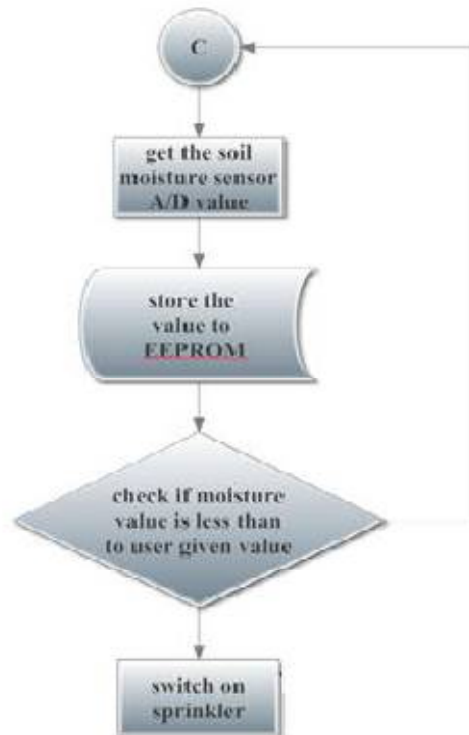 C
get the soil
moisture sensor
A/D value
store the
value to
EEPROM
check if moisture
value is less than
to user given value
switch on
sprinkler